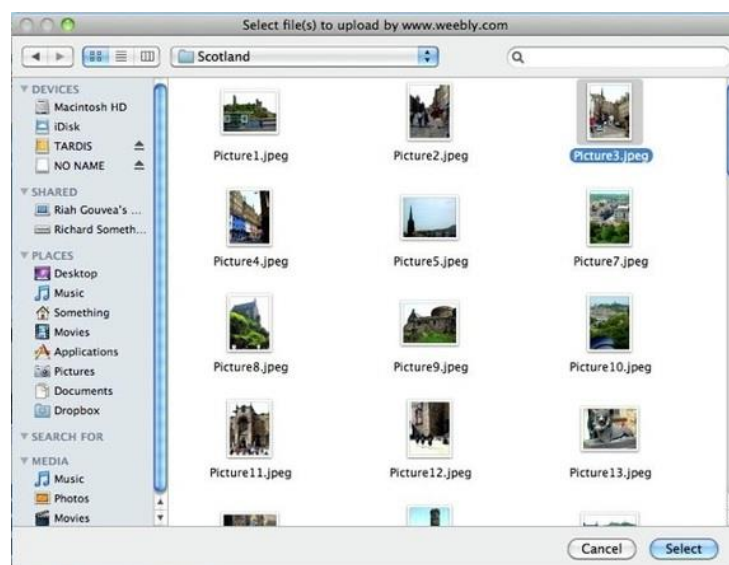 Select file(s) to upload by www.weebly.com
Scotland
DEVICES
Macintosh HD
iDisk
TARDIS
NO NAME
SHARED
Riah Gouvea's ...
Richard Someth...
PLACES
Desktop
Music
Something
Movies
Applications
Pictures
Documents
Dropbox
SEARCH FOR
MEDIA
Music
Photos
Movies
Picture1.jpeg
Picture2.jpeg
Picture3.jpeg
Picture4.jpeg
Picture5.jpeg
Picture7.jpeg
Picture8.jpeg
Picture9.jpeg
Picture10.jpeg
Picture11.jpeg
Picture12.jpeg
Picture13.jpeg
Cancel
Select